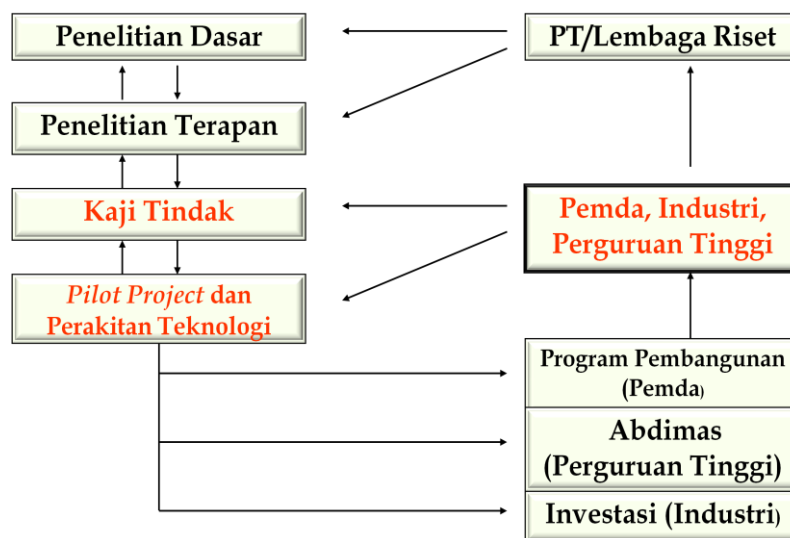 Penelitian Dasar
PT/Lembaga Riset
Penelitian Terapan
Kaji Tindak
Pemda, Industri,
Perguruan Tinggi
Pilot Project dan
Perakitan Teknologi
Program Pembangunan
(Pemda)
Abdimas
(Perguruan Tinggi)
Investasi (Industri)